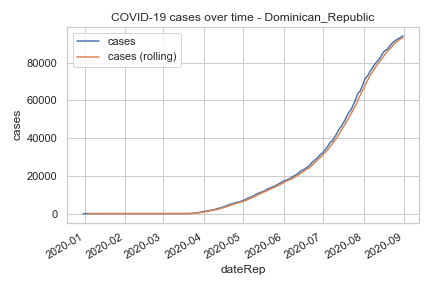 COVID-19 cases over time - Dominican_Republic
cases
cases (rolling)
80000
60000
40000
20000
0
cases
2020-01
2020-02
2020-03
2020-04
2020-05
2020-06
2020-07
2020-08
2020-09
dateRep